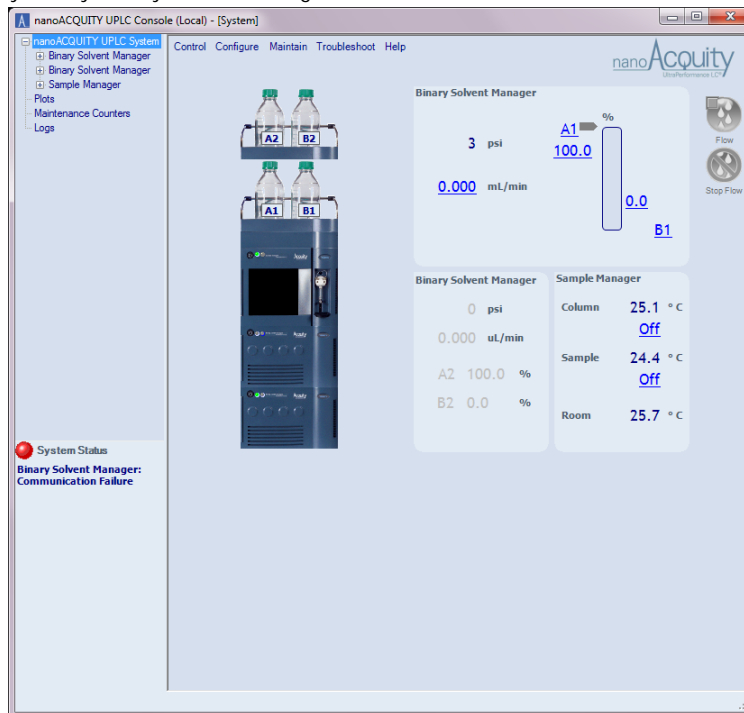 nanoACQUITY UPLC Console (Local) - [System]
nanoACQUITY UPLC System
Binary Solvent Manager
Binary Solvent Manager
Sample Manager
Plots
Maintenance Counters
Logs
Control Configure Maintain Troubleshoot Help
nanoAcquity
UltraPerformance LC®
A2 B2
A1 B1
Binary Solvent Manager
3 psi
0.000 mL/min
%
A1
100.0
0.0
B1
Flow
Stop Flow
Binary Solvent Manager
0 psi
0.000 uL/min
A2 100.0 %
B2 0.0 %
Sample Manager
Column 25.1 ° C
Off
Sample 24.4 ° C
Off
Room 25.7 ° C
System Status
Binary Solvent Manager:
Communication Failure